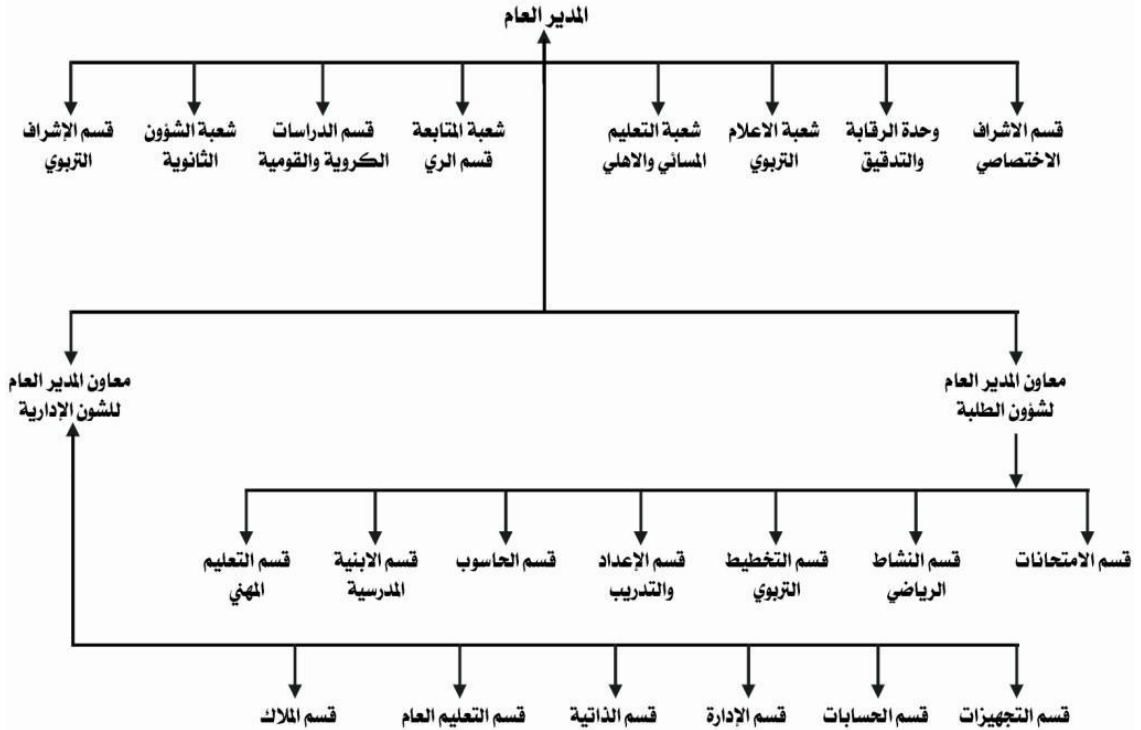 المدير العام
قسم الاشراف
الاختصاصي
وحدة الرقابة
والتدقيق
شعبة الاعلام
التربوي
شعبة التعليم
المسائي والاهلي
شعبة المتابعة
قسم الري
قسم الدراسات
الكروية والقومية
شعبة الشؤون
الثانوية
قسم الإشراف
التربوي
معاون المدير العام
لشؤون الطلبة
معاون المدير العام
للشون الإدارية
قسم الامتحانات
قسم النشاط
الرياضي
قسم التخطيط
التربوي
قسم الإعداد
والتدريب
قسم الحاسوب
قسم الابنية
المدرسية
قسم التعليم
المهني
قسم التجهيزات
قسم الحسابات
قسم الإدارة
قسم الذاتية
قسم التعليم العام
قسم الملاك